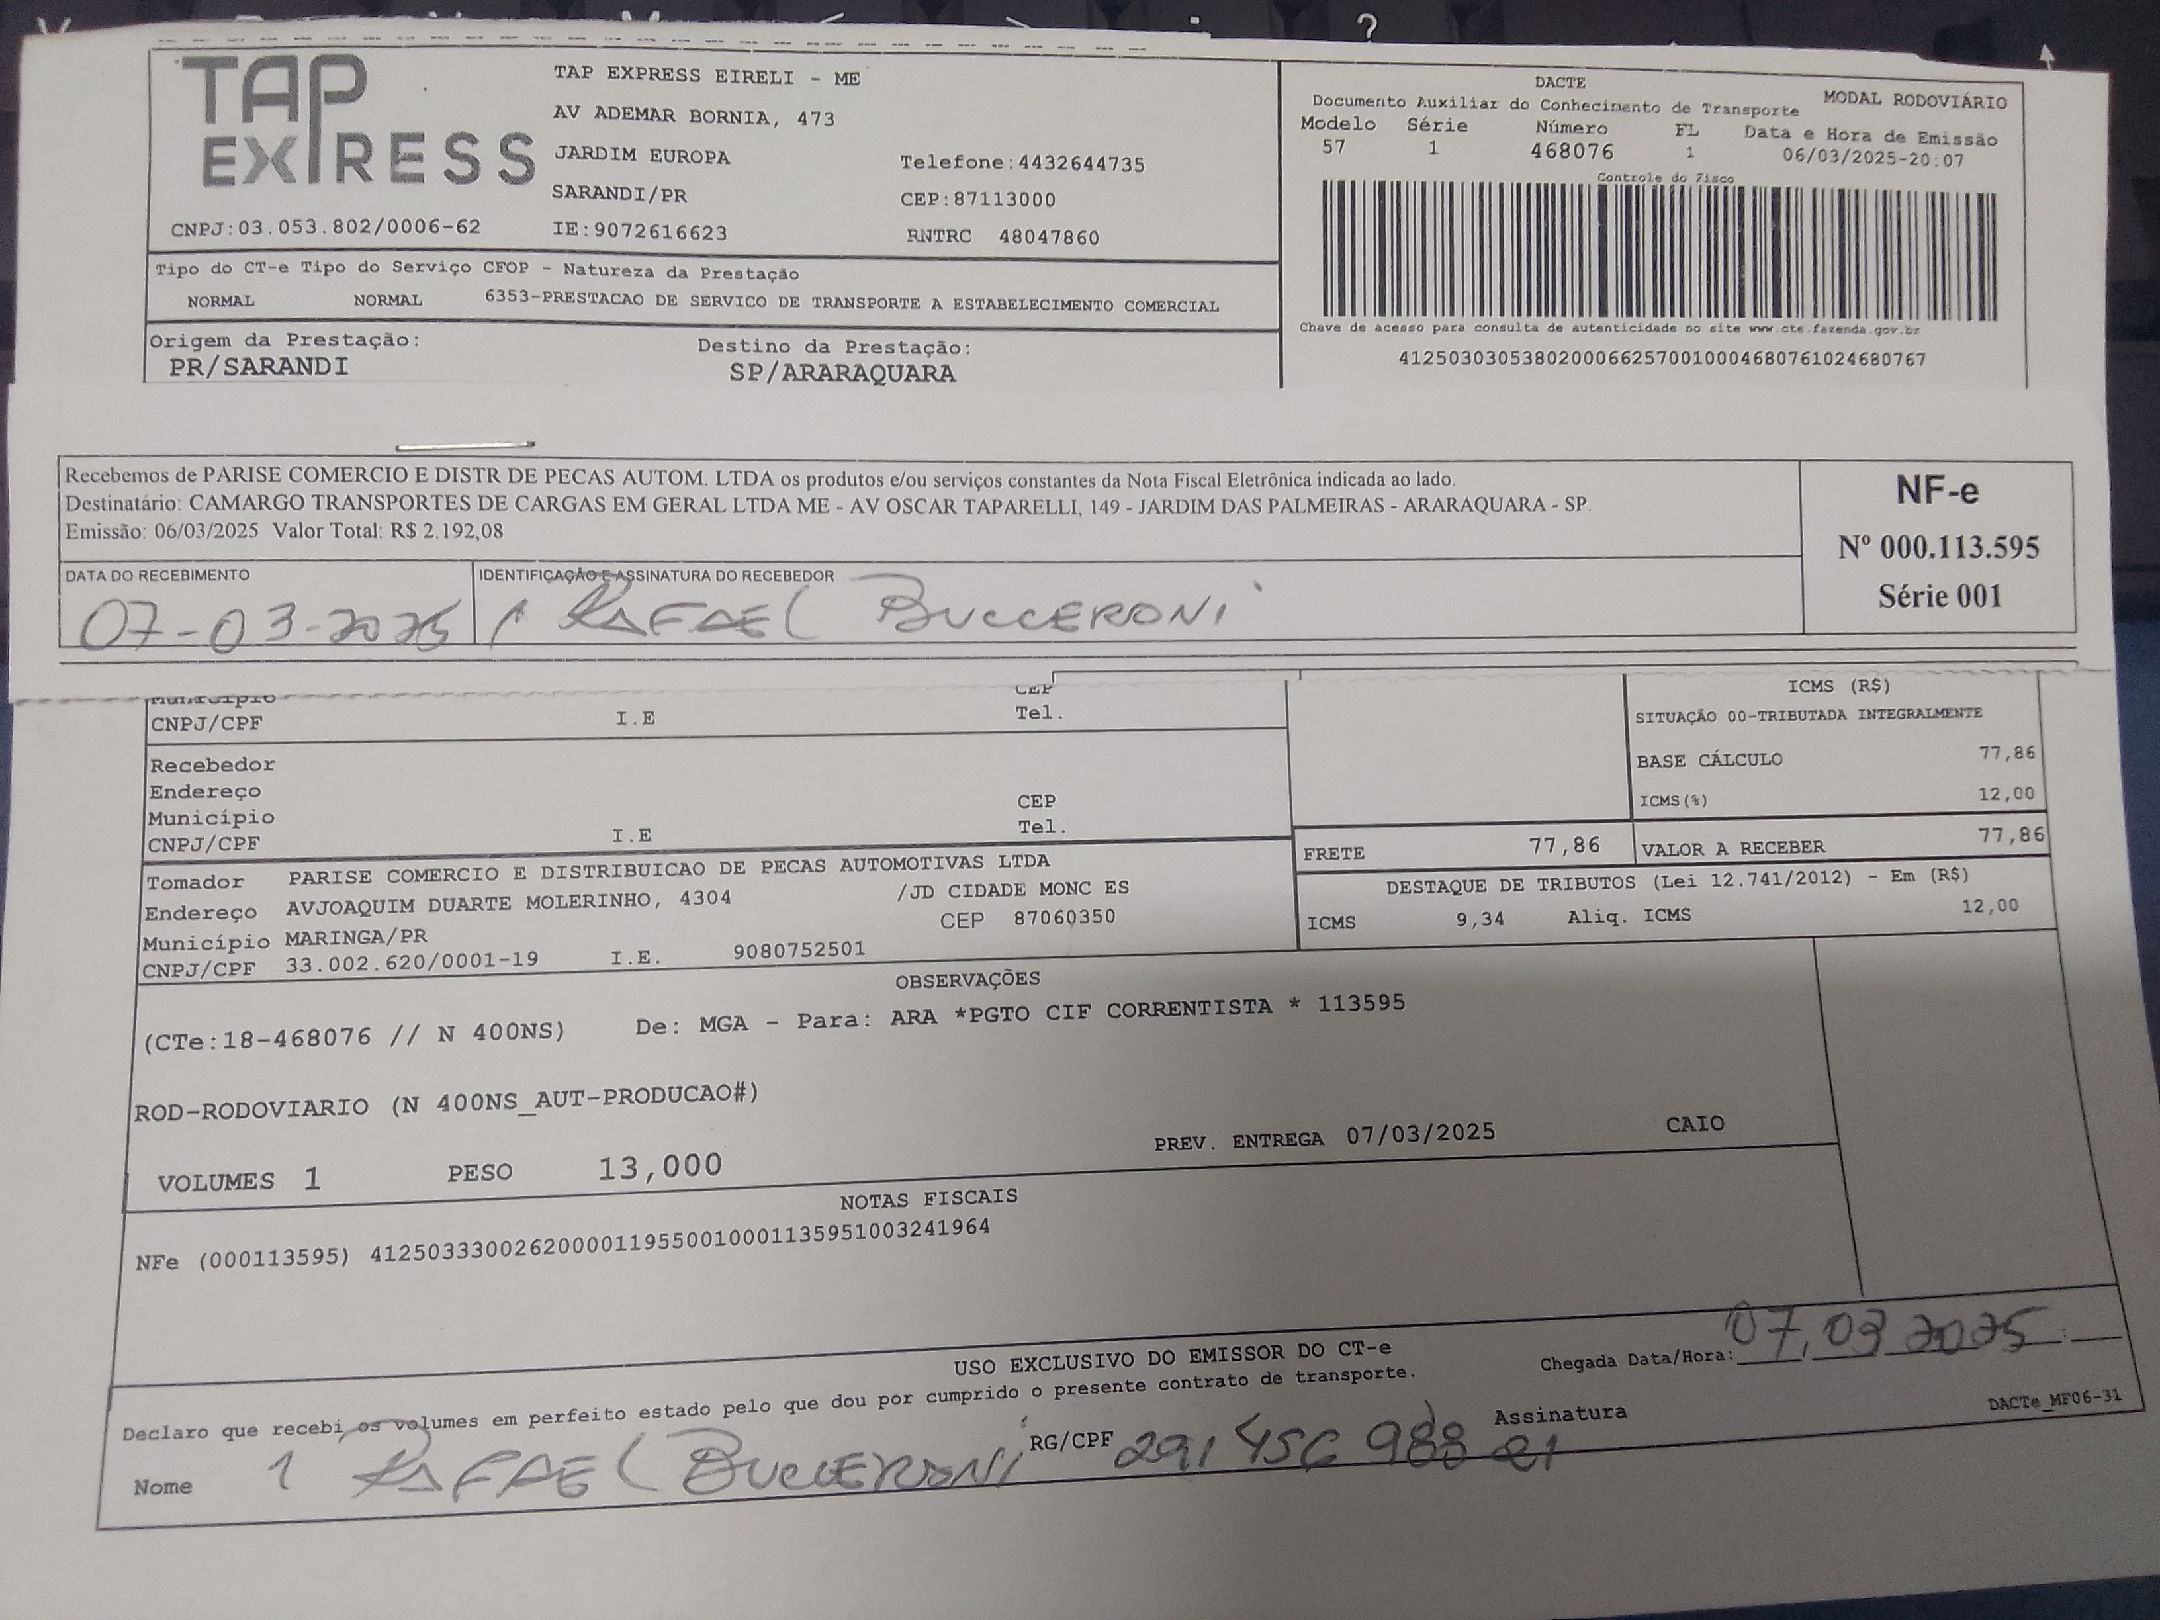 TAP EXPRESS
TAP EXPRESS EIRELI - ME
AV ADEMAR BORNIA, 473
JARDIM EUROPA
Telefone:4432644735
SARANDI/PR
CEP:87113000
CNPJ:03.053.802/0006-62
IE:9072616623
RNTRC 48047860
DACTE
MODAL RODOVIÁRIO
Documento Auxiliar do Conhecimento de Transporte
Modelo Série Número FL Data e Hora de Emissão
57 1 468076 1 06/03/2025-20:07
Controle do Fisco
Chave de acesso para consulta de autenticidade no site www.cte.fazenda.gov.br
41250303053802000662570010004680761024680767
Tipo do CT-e Tipo do Serviço CFOP - Natureza da Prestação
NORMAL NORMAL 6353-PRESTACAO DE SERVICO DE TRANSPORTE A ESTABELECIMENTO COMERCIAL
Origem da Prestação: Destino da Prestação:
PR/SARANDI SP/ARARAQUARA
Recebemos de PARISE COMERCIO E DISTR DE PECAS AUTOM. LTDA os produtos e/ou serviços constantes da Nota Fiscal Eletrônica indicada ao lado.
Destinatário: CAMARGO TRANSPORTES DE CARGAS EM GERAL LTDA ME - AV OSCAR TAPARELLI, 149 - JARDIM DAS PALMEIRAS - ARARAQUARA - SP.
Emissão: 06/03/2025 Valor Total: R$ 2.192,08
NF-e
Nº 000.113.595
Série 001
DATA DO RECEBIMENTO
07-03-2025
IDENTIFICAÇÃO E ASSINATURA DO RECEBEDOR
RAFAEL BUCCERONI
Município CEP
CNPJ/CPF I.E Tel.
Recebedor
Endereço
Município CEP
CNPJ/CPF I.E Tel.
ICMS (R$)
SITUAÇÃO 00-TRIBUTADA INTEGRALMENTE
BASE CÁLCULO 77,86
ICMS(%) 12,00
FRETE 77,86 VALOR A RECEBER 77,86
DESTAQUE DE TRIBUTOS (Lei 12.741/2012) - Em (R$)
ICMS 9,34 Aliq. ICMS 12,00
Tomador PARISE COMERCIO E DISTRIBUICAO DE PECAS AUTOMOTIVAS LTDA
Endereço AVJOAQUIM DUARTE MOLERINHO, 4304 /JD CIDADE MONC ES
Município MARINGA/PR CEP 87060350
CNPJ/CPF 33.002.620/0001-19 I.E. 9080752501
OBSERVAÇÕES
(CTe:18-468076 // N 400NS) De: MGA - Para: ARA *PGTO CIF CORRENTISTA * 113595
ROD-RODOVIARIO (N 400NS_AUT-PRODUCAO#)
PREV. ENTREGA 07/03/2025 CAIO
VOLUMES 1 PESO 13,000
NOTAS FISCAIS
NFe (000113595) 41250333002620000119550010001135951003241964
USO EXCLUSIVO DO EMISSOR DO CT-e
Declaro que recebi os volumes em perfeito estado pelo que dou por cumprido o presente contrato de transporte.
Chegada Data/Hora: 07.03 2025
Nome RAFAEL BUCCERONI RG/CPF 291 456 988 Assinatura
DACTe_MF06-31